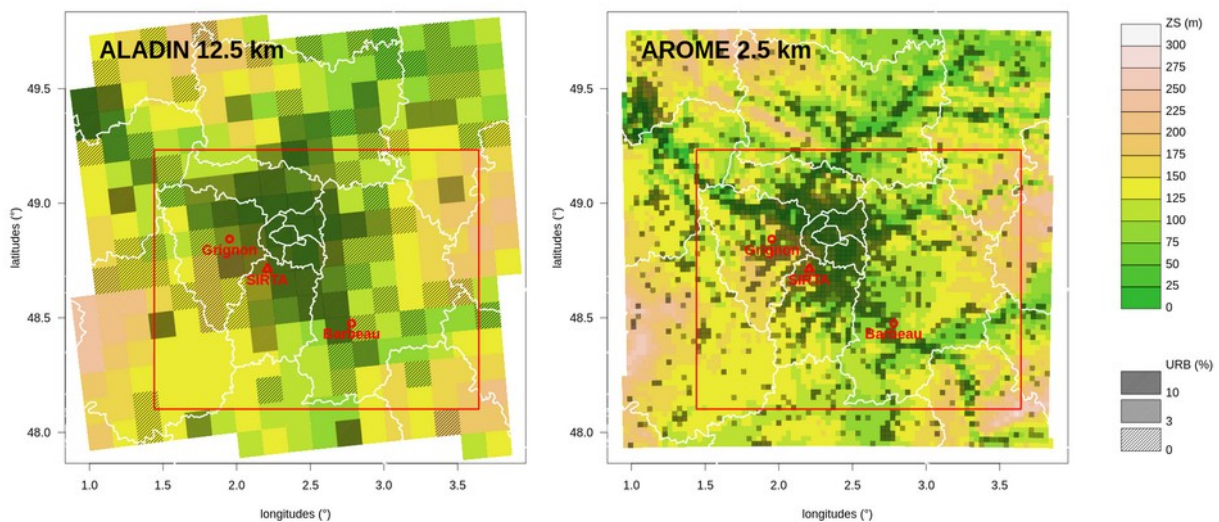 ALADIN 12.5 km
AROME 2.5 km
ZS (m)
300
275
250
225
200
175
150
125
100
75
50
25
0
URB (%)
10
3
0
latitudes (°)
49.5
49.0
48.5
48.0
Grignon
SIRTA
Barbeau
1.0
1.5
2.0
2.5
3.0
3.5
longitudes (°)
latitudes (°)
49.5
49.0
48.5
48.0
Grignon
SIRTA
Barbeau
1.0
1.5
2.0
2.5
3.0
3.5
longitudes (°)